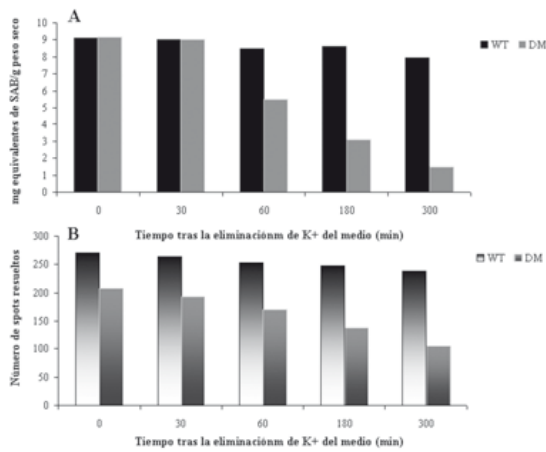 A
mg equivalentes de SAB/g peso seco
10
9
8
7
6
5
4
3
2
1
0
WT DM
0 30 60 180 300
Tiempo tras la eliminaciónm de K+ del medio (min)
B
Número de spots resueltos
300
250
200
150
100
50
0
WT DM
0 30 60 180 300
Tiempo tras la eliminaciónm de K+ del medio (min)